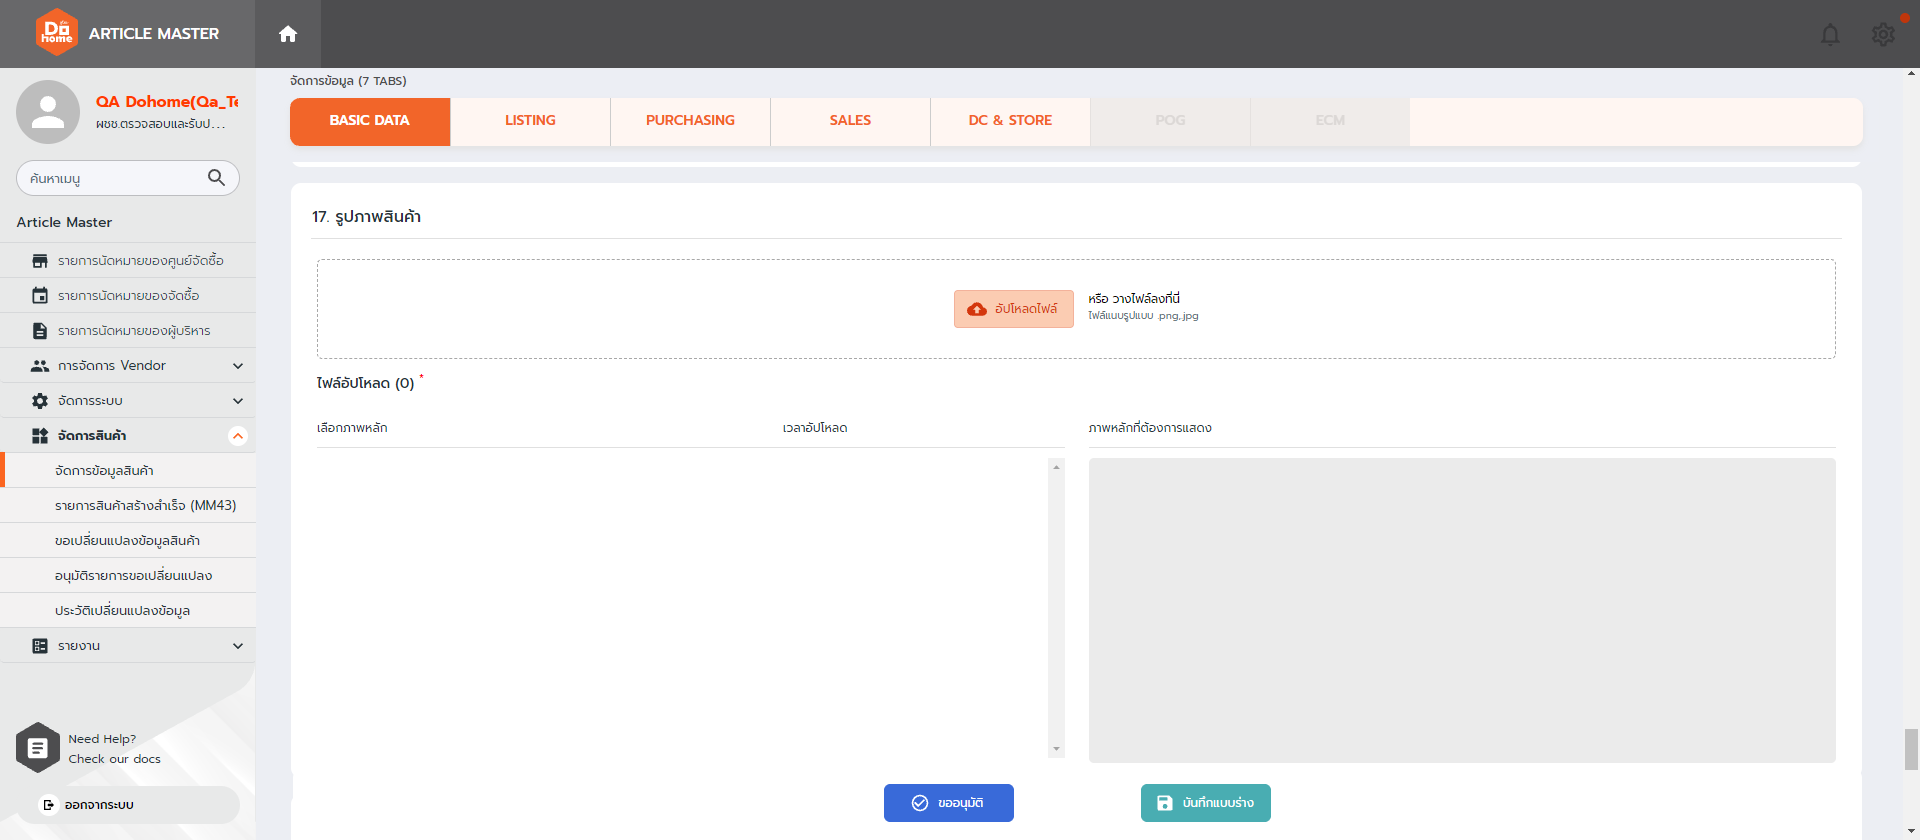 Do home
ARTICLE MASTER
QA Dohome(Qa_Te
ผชช.ตรวจสอบและรับป...
ค้นหาเมนู
Article Master
รายการนัดหมายของศูนย์จัดซื้อ
รายการนัดหมายของจัดซื้อ
รายการนัดหมายของผู้บริหาร
การจัดการ Vendor
จัดการระบบ
จัดการสินค้า
จัดการข้อมูลสินค้า
รายการสินค้าสร้างสำเร็จ (MM43)
ขอเปลี่ยนแปลงข้อมูลสินค้า
อนุมัติรายการขอเปลี่ยนแปลง
ประวัติเปลี่ยนแปลงข้อมูล
รายงาน
Need Help?
Check our docs
ออกจากระบบ
จัดการข้อมูล (7 TABS)
BASIC DATA
LISTING
PURCHASING
SALES
DC & STORE
POG
ECM
17. รูปภาพสินค้า
อัปโหลดไฟล์
หรือ วางไฟล์ลงที่นี่
ไฟล์แนบรูปแบบ .png,.jpg
ไฟล์อัปโหลด (0) *
เลือกภาพหลัก
เวลาอัปโหลด
ภาพหลักที่ต้องการแสดง
ขออนุมัติ
บันทึกแบบร่าง